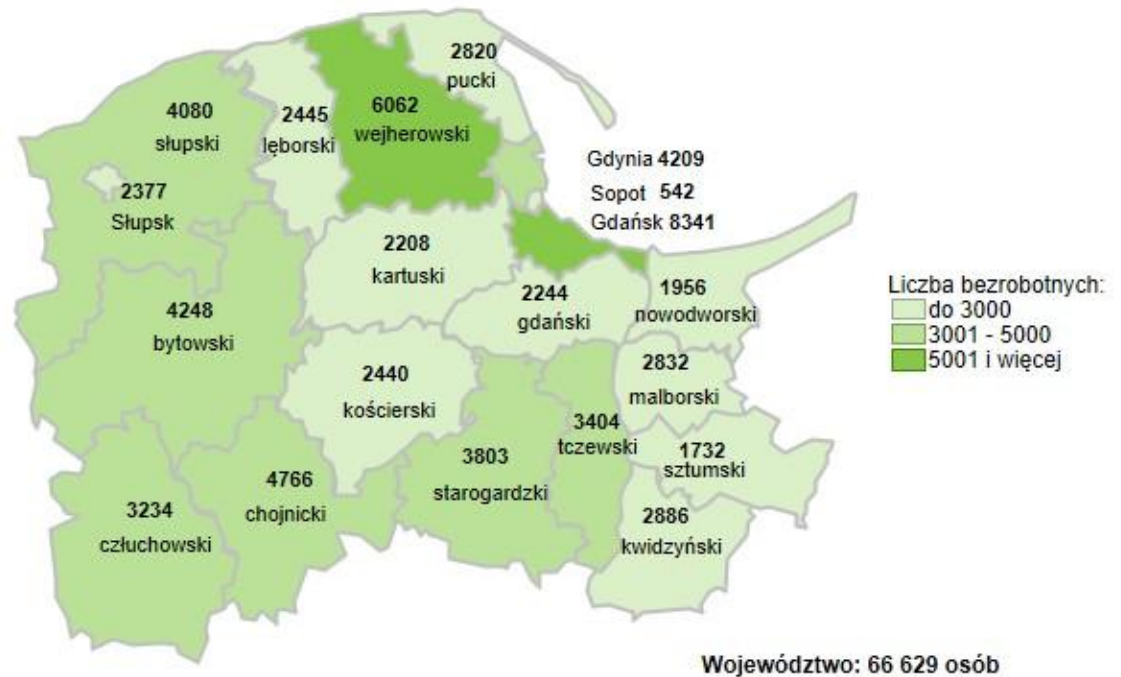 2820
pucki
4080
słupski
2445
lęborski
6062
wejherowski
Gdynia 4209
Sopot 542
Gdańsk 8341
2377
Słupsk
2208
kartuski
2244
gdański
1956
nowodworski
Liczba bezrobotnych:
do 3000
3001 - 5000
5001 i więcej
4248
bytowski
2440
kościerski
2832
malborski
3404
tczewski
1732
sztumski
3803
starogardzki
4766
chojnicki
3234
człuchowski
2886
kwidzyński
Województwo: 66 629 osób